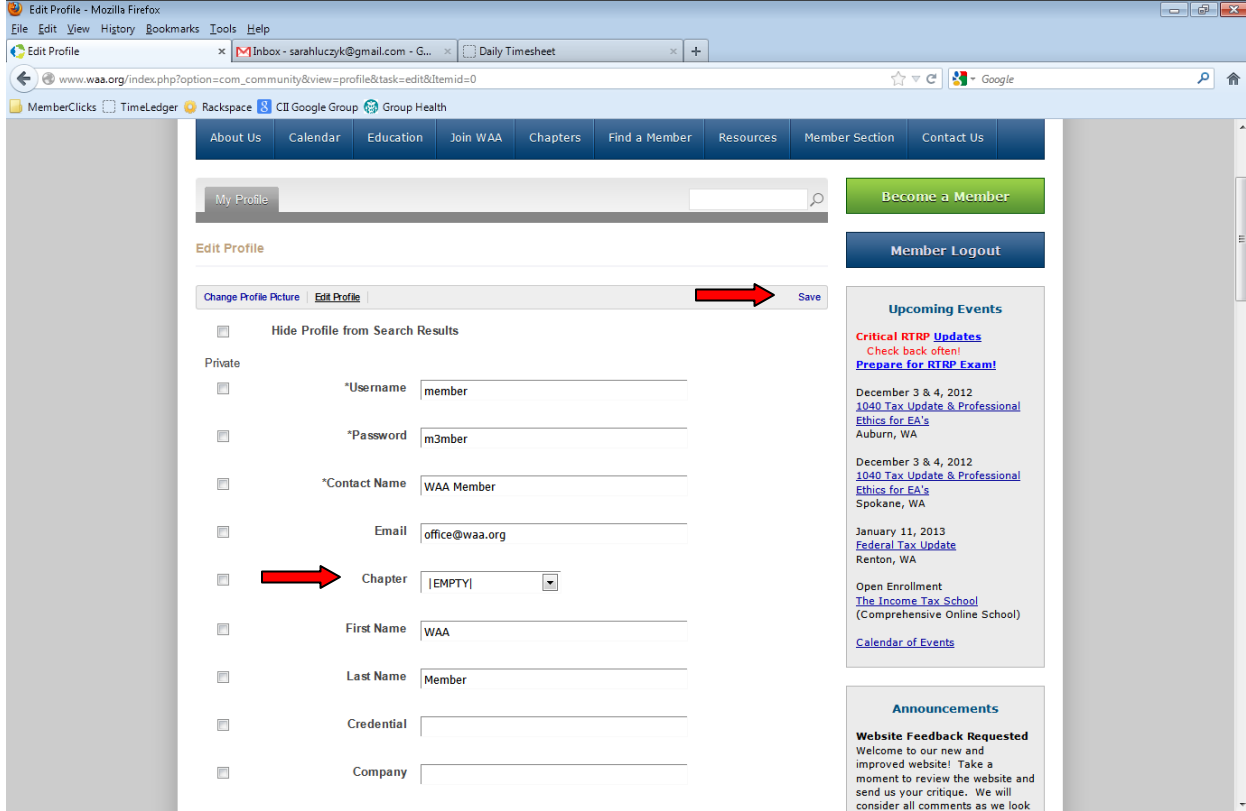 Edit Profile - Mozilla Firefox
File Edit View History Bookmarks Tools Help
Edit Profile × Inbox - sarahluczyk@gmail.com - G... × Daily Timesheet × +
www.waa.org/index.php?option=com_community&view=profile&task=edit&Itemid=0 Google
MemberClicks TimeLedger Rackspace CII Google Group Group Health
About Us Calendar Education Join WAA Chapters Find a Member Resources Member Section Contact Us
My Profile
Edit Profile
Change Profile Picture Edit Profile Save
Hide Profile from Search Results
Private
*Username member
*Password m3mber
*Contact Name WAA Member
Email office@waa.org
Chapter |EMPTY|
First Name WAA
Last Name Member
Credential
Company
Become a Member
Member Logout
Upcoming Events
Critical RTRP Updates
Check back often!
Prepare for RTRP Exam!
December 3 & 4, 2012
1040 Tax Update & Professional
Ethics for EA's
Auburn, WA
December 3 & 4, 2012
1040 Tax Update & Professional
Ethics for EA's
Spokane, WA
January 11, 2013
Federal Tax Update
Renton, WA
Open Enrollment
The Income Tax School
(Comprehensive Online School)
Calendar of Events
Announcements
Website Feedback Requested
Welcome to our new and
improved website! Take a
moment to review the website and
send us your critique. We will
consider all comments as we look